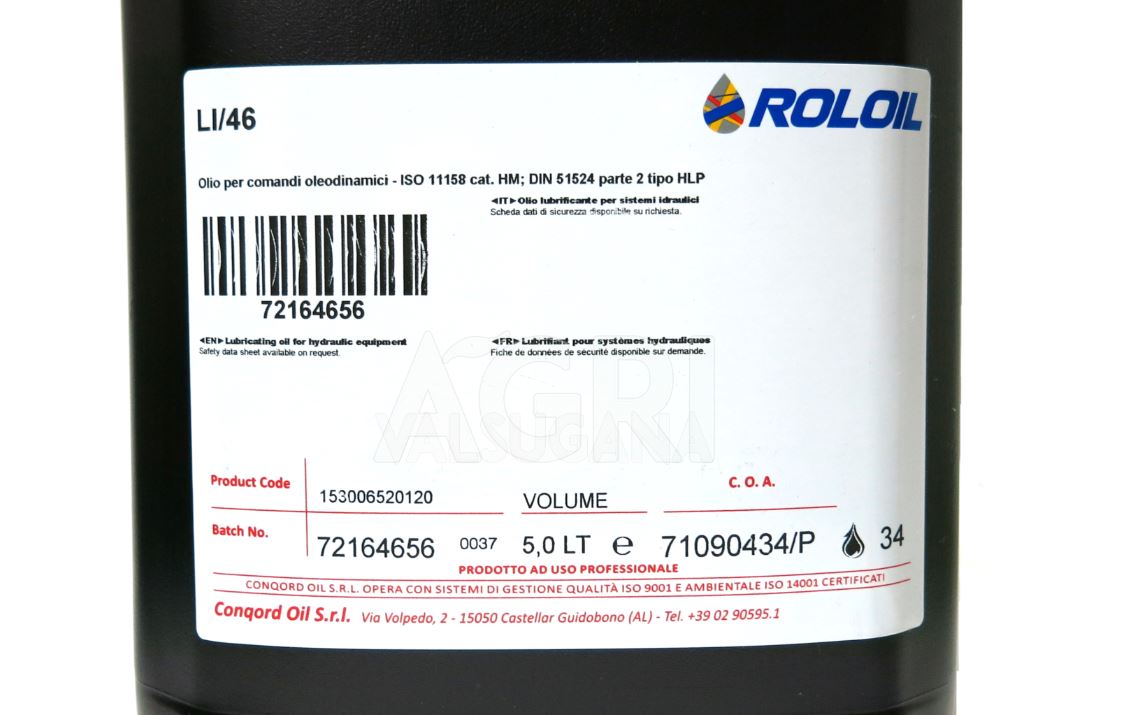 LI/46
ROLOIL
Olio per comandi oleodinamici - ISO 11158 cat. HM; DIN 51524 parte 2 tipo HLP
◄IT►Olio lubrificante per sistemi idraulici
Scheda dati di sicurezza disponibile su richiesta.
72164656
◄EN►Lubricating oil for hydraulic equipment
Safety data sheet available on request.
◄FR►Lubrifiant pour systèmes hydrauliques
Fiche de données de sécurité disponible sur demande.
AGRI
VALSUGANA
Product Code 153006520120 VOLUME C. O. A.
Batch No. 72164656 0037 5,0 LT ℮ 71090434/P 34
PRODOTTO AD USO PROFESSIONALE
CONQORD OIL S.R.L. OPERA CON SISTEMI DI GESTIONE QUALITÀ ISO 9001 E AMBIENTALE ISO 14001 CERTIFICATI
Conqord Oil S.r.l. Via Volpedo, 2 - 15050 Castellar Guidobono (AL) - Tel. +39 02 90595.1